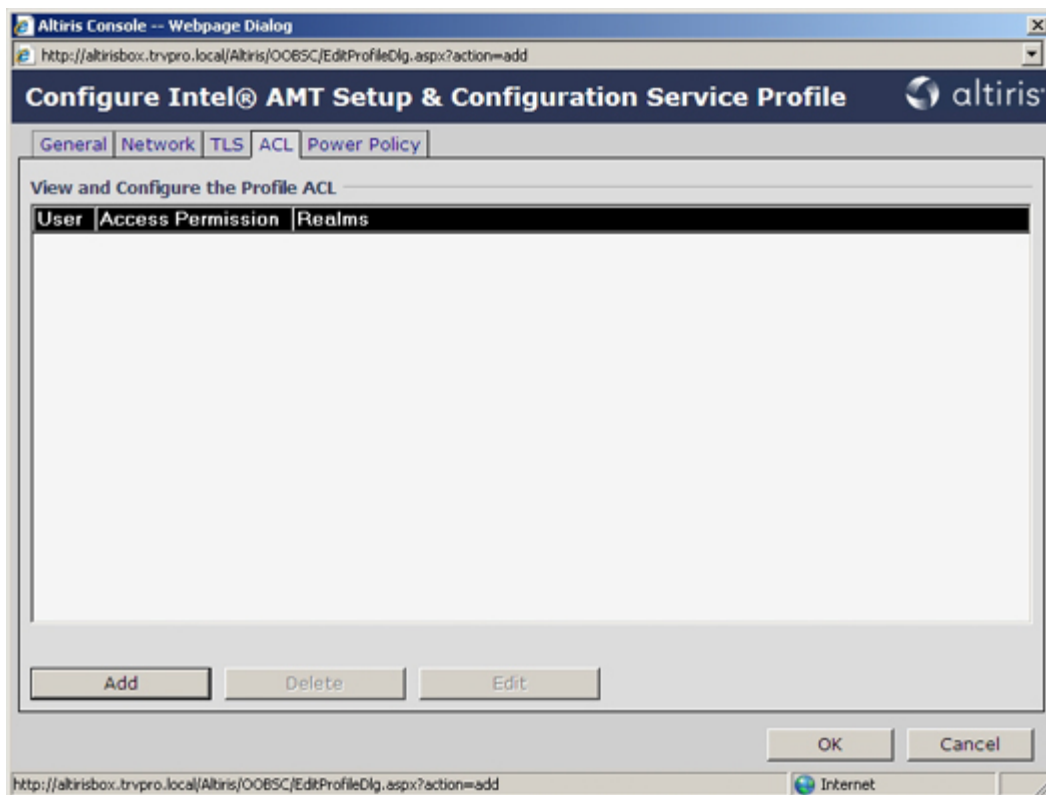 Altiris Console -- Webpage Dialog
http://altirisbox.trvpro.local/Altiris/OOBSC/EditProfileDlg.aspx?action=add
Configure Intel® AMT Setup & Configuration Service Profile altiris
General Network TLS ACL Power Policy
View and Configure the Profile ACL
User Access Permission Realms
Add Delete Edit
OK Cancel
http://altirisbox.trvpro.local/Altiris/OOBSC/EditProfileDlg.aspx?action=add Internet